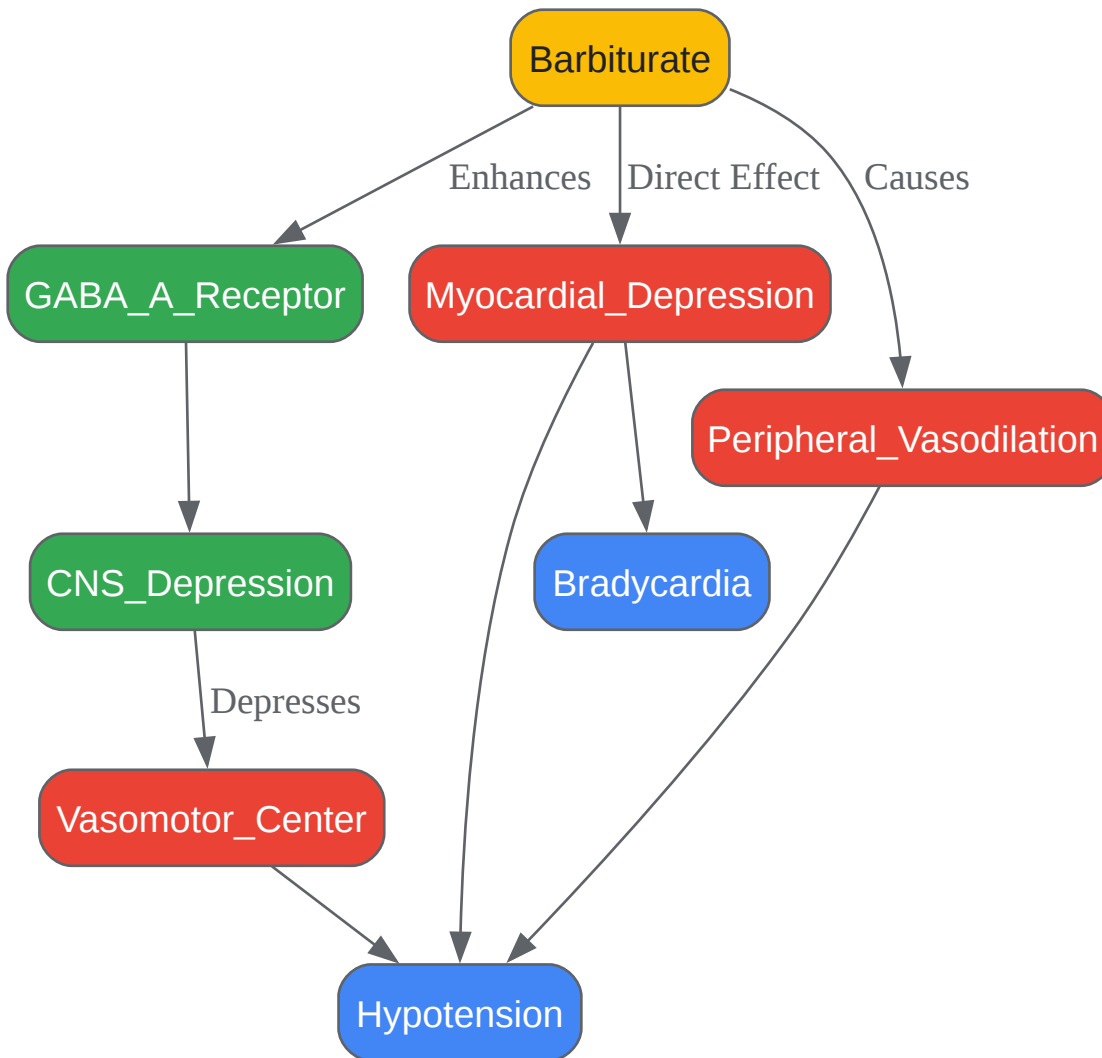 Barbiturate
Enhances
Direct Effect
Causes
GABA_A_Receptor
Myocardial_Depression
Peripheral_Vasodilation
CNS_Depression
Bradycardia
Depresses
Vasomotor_Center
Hypotension